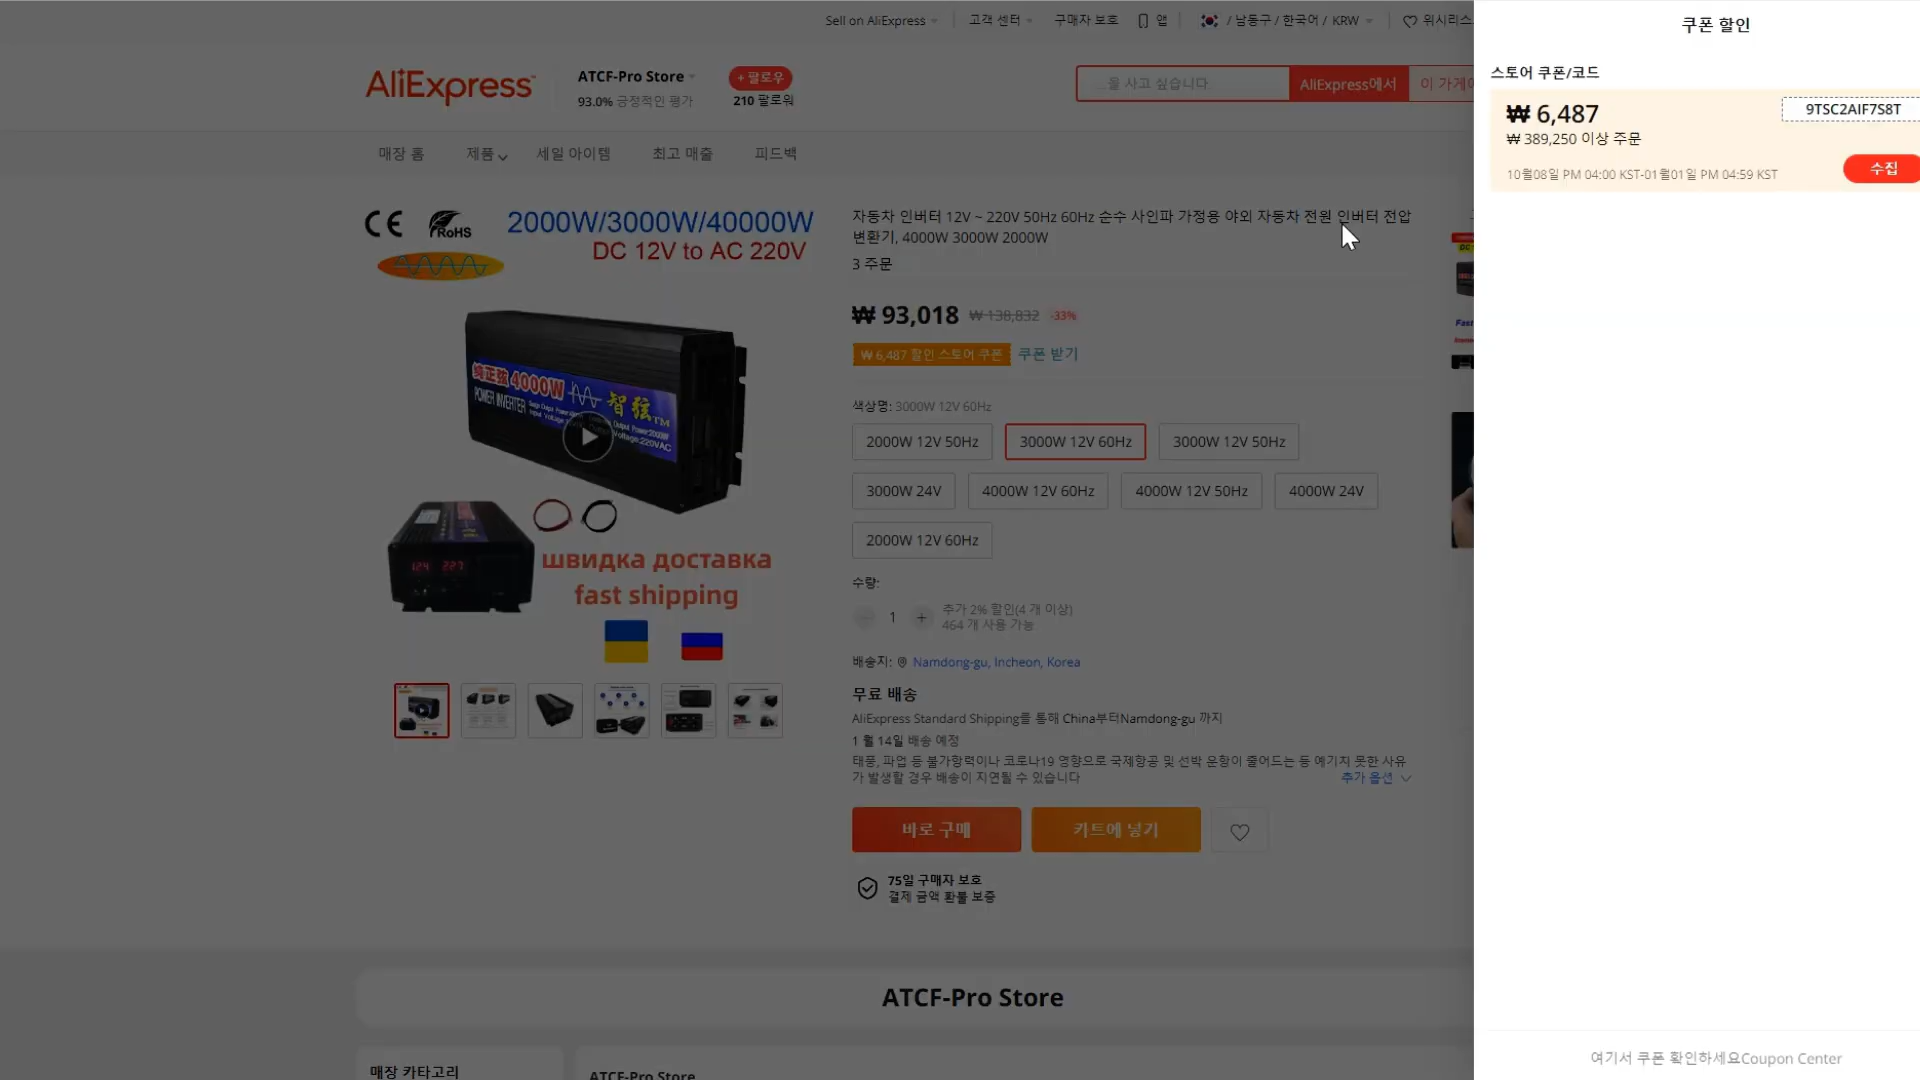 Sell on AliExpress
고객 센터
구매자 보호
앱
/ 남동구 / 한국어 / KRW
위시리스
AliExpress
ATCF-Pro Store
93.0% 긍정적인 평가
+ 팔로우
210 팔로워
...을 사고 싶습니다
AliExpress에서
이 가게에
매장 홈
제품
세일 아이템
최고 매출
피드백
CE RoHS
2000W/3000W/40000W
DC 12V to AC 220V
纯正弦 4000W
智弦TM
POWER INVERTER
швидка доставка
fast shipping
자동차 인버터 12V ~ 220V 50Hz 60Hz 순수 사인파 가정용 야외 자동차 전원 인버터 전압
변환기, 4000W 3000W 2000W
3 주문
₩ 93,018 ₩ 138,832 -33%
₩ 6,487 할인 스토어 쿠폰 쿠폰 받기
색상명: 3000W 12V 60Hz
2000W 12V 50Hz
3000W 12V 60Hz
3000W 12V 50Hz
3000W 24V
4000W 12V 60Hz
4000W 12V 50Hz
4000W 24V
2000W 12V 60Hz
수량:
1
추가 2% 할인(4 개 이상)
464 개 사용 가능
배송지: Namdong-gu, Incheon, Korea
무료 배송
AliExpress Standard Shipping를 통해 China부터Namdong-gu 까지
1 월 14일 배송 예정
태풍, 파업 등 불가항력이나 코로나19 영향으로 국제항공 및 선박 운항이 줄어드는 등 예기치 못한 사유
가 발생할 경우 배송이 지연될 수 있습니다
추가 옵션
바로 구매
카트에 넣기
75일 구매자 보호
결제 금액 환불 보증
ATCF-Pro Store
매장 카타고리
ATCF-Pro Store
쿠폰 할인
스토어 쿠폰/코드
₩ 6,487
9TSC2AIF7S8T
₩ 389,250 이상 주문
10월08일 PM 04:00 KST-01월01일 PM 04:59 KST
수집
여기서 쿠폰 확인하세요Coupon Center